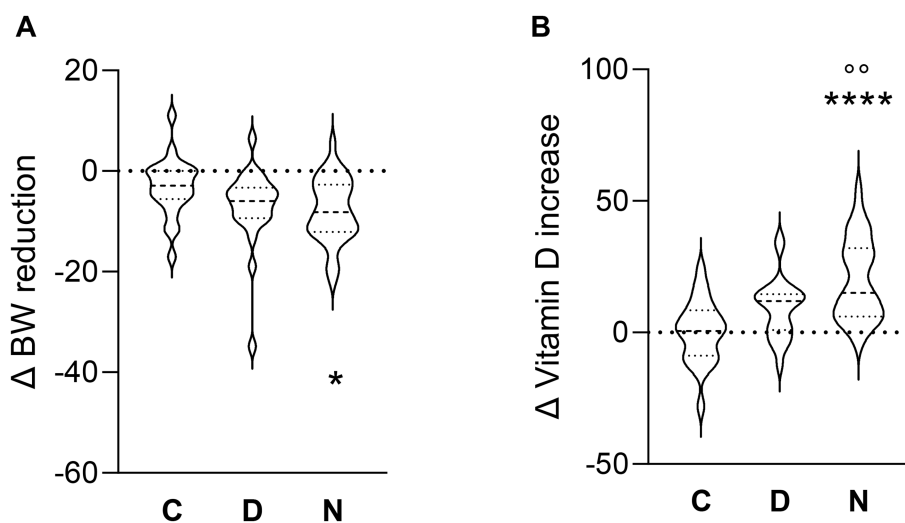 A
Δ BW reduction
20
0
-20
-40
-60
*
C D N
B
Δ Vitamin D increase
100
50
0
-50
°°
****
C D N